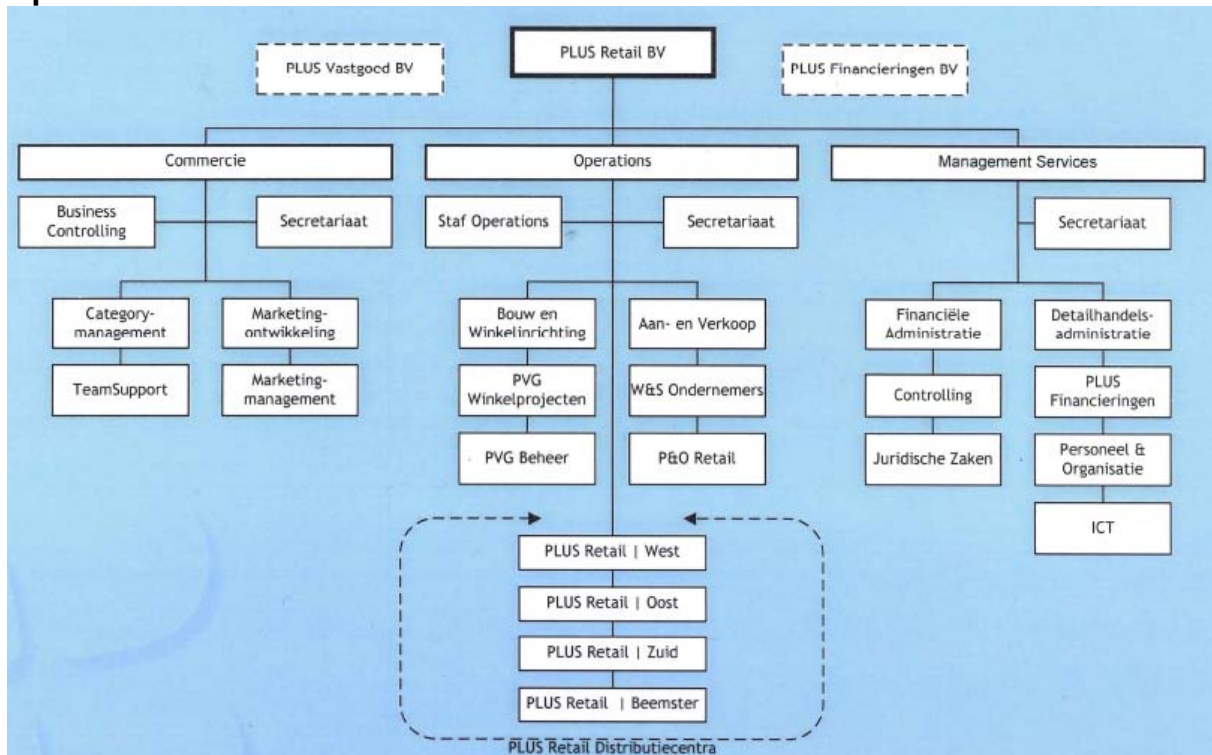 PLUS Retail BV
PLUS Vastgoed BV
PLUS Financieringen BV
Commercie
Operations
Management Services
Business
Controlling
Secretariaat
Staf Operations
Secretariaat
Secretariaat
Category-
management
Marketing-
ontwikkeling
Bouw en
Winkelinrichting
Aan- en Verkoop
Financiële
Administratie
Detailhandels-
administratie
TeamSupport
Marketing-
management
PVG
Winkelprojecten
W&S Ondernemers
Controlling
PLUS
Financieringen
PVG Beheer
P&O Retail
Juridische Zaken
Personeel &
Organisatie
ICT
PLUS Retail | West
PLUS Retail | Oost
PLUS Retail | Zuid
PLUS Retail | Beemster
PLUS Retail Distributiecentra